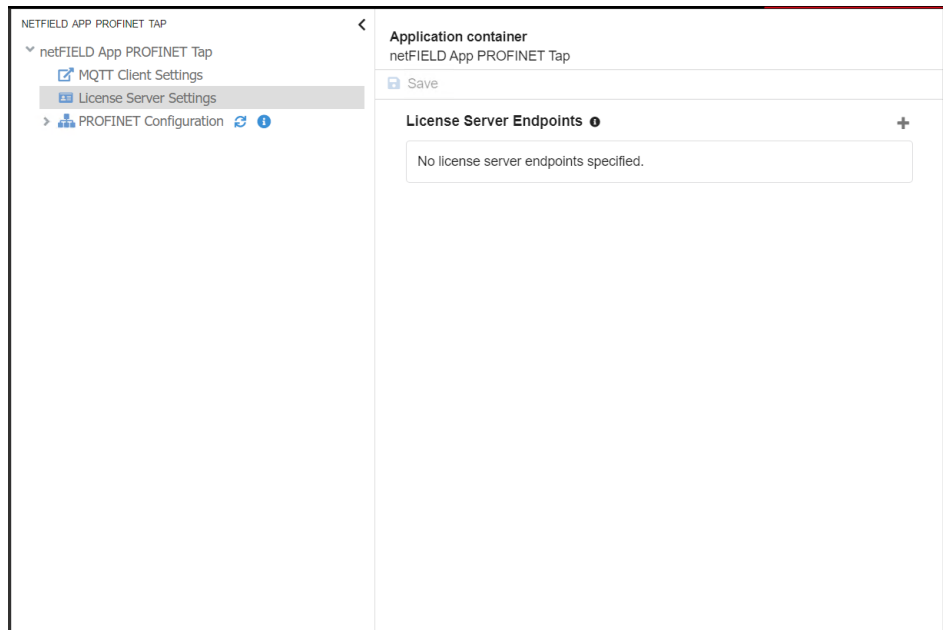 NETFIELD APP PROFINET TAP
netFIELD App PROFINET Tap
MQTT Client Settings
License Server Settings
PROFINET Configuration
Application container
netFIELD App PROFINET Tap
Save
License Server Endpoints
No license server endpoints specified.